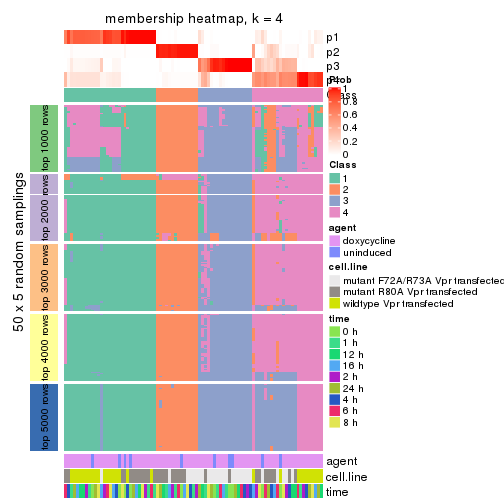 membership heatmap, k = 4
p1
p2
p3
p4
Class
Prob
1
0.8
0.6
0.4
0.2
0
Class
1
2
3
4
agent
doxycycline
uninduced
cell.line
mutant F72A/R73A Vpr transfected
mutant R80A Vpr transfected
wildtype Vpr transfected
time
0 h
1 h
12 h
16 h
2 h
24 h
4 h
6 h
8 h
50 x 5 random samplings
top 1000 rows
top 2000 rows
top 3000 rows
top 4000 rows
top 5000 rows
agent
cell.line
time